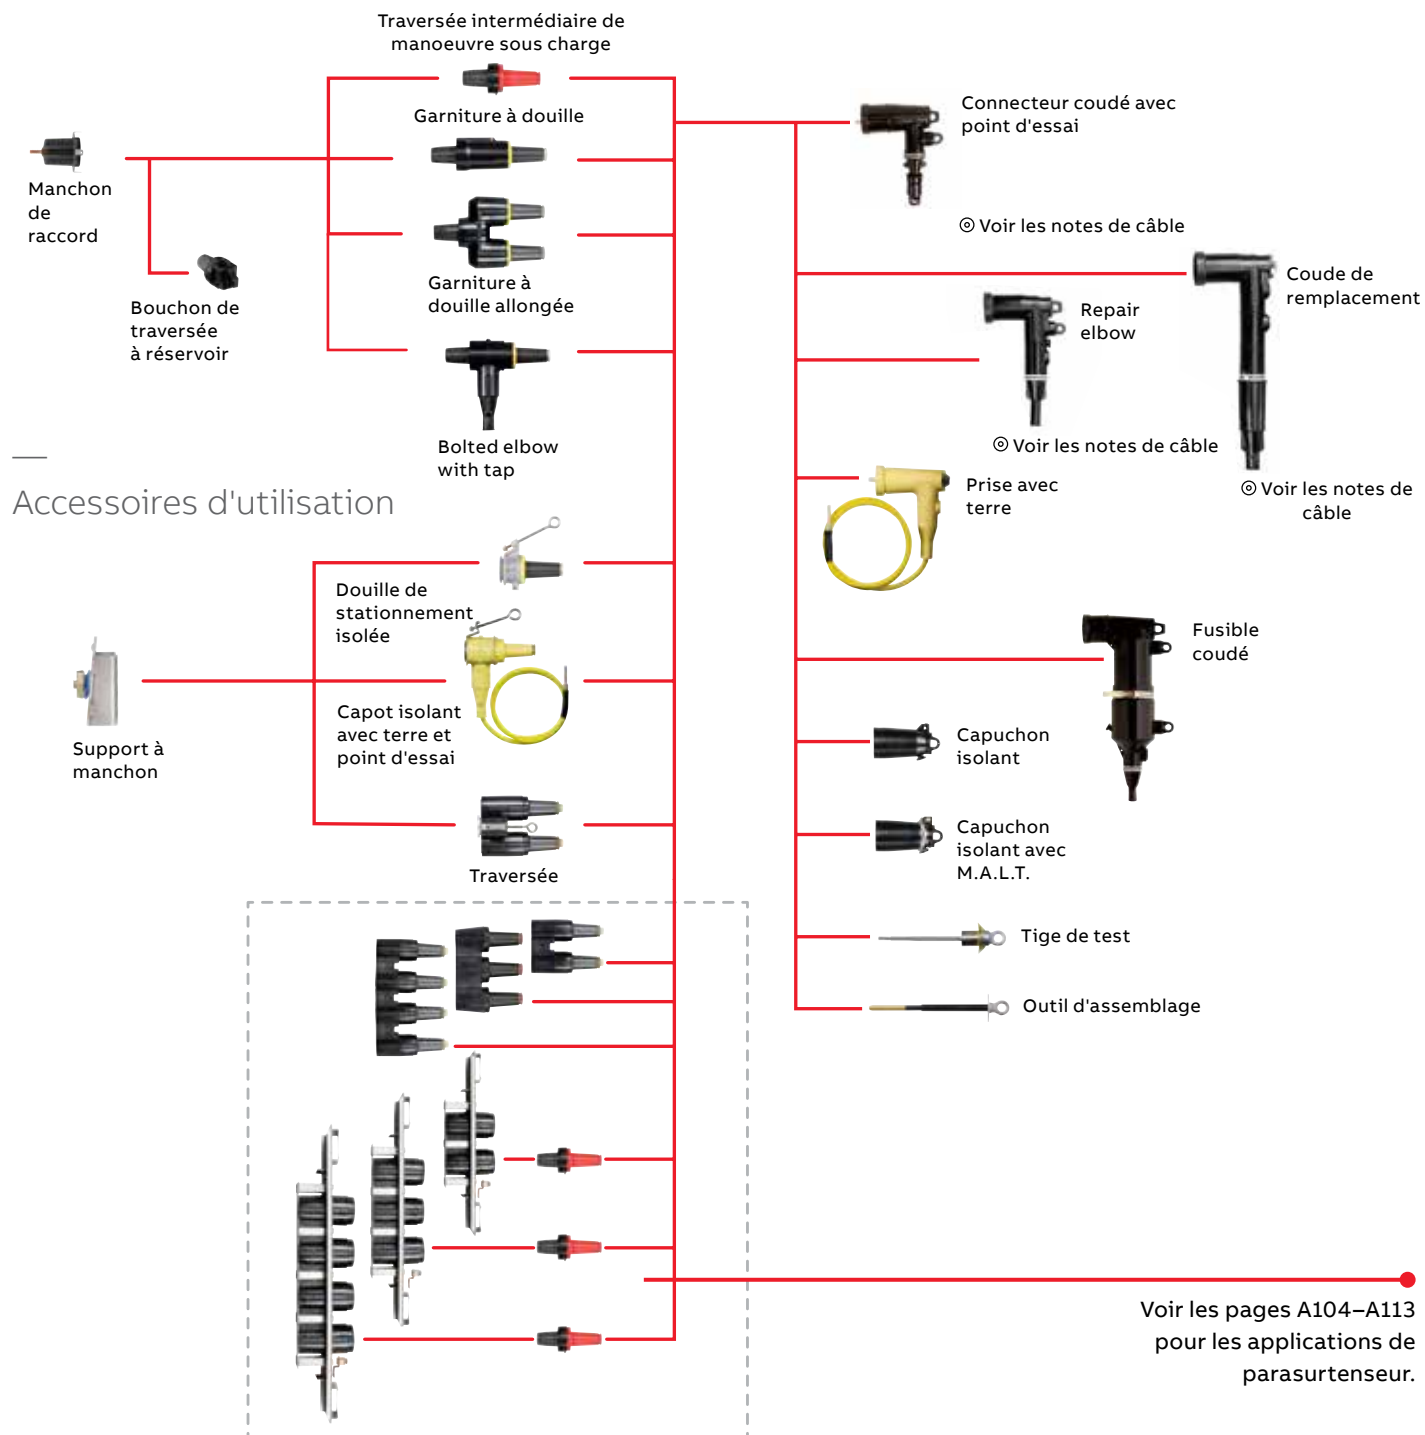 Traversée intermédiaire de
manoeuvre sous charge
Garniture à douille
Manchon
de
raccord
Bouchon de
traversée
à réservoir
Garniture à
douille allongée
Bolted elbow
with tap
Connecteur coudé avec
point d'essai
◎ Voir les notes de câble
Coude de
remplacement
Repair
elbow
◎ Voir les notes de câble
◎ Voir les notes de
câble
Prise avec
terre
Accessoires d'utilisation
Douille de
stationnement
isolée
Support à
manchon
Capot isolant
avec terre et
point d'essai
Traversée
Fusible
coudé
Capuchon
isolant
Capuchon
isolant avec
M.A.L.T.
Tige de test
Outil d'assemblage
Voir les pages A104–A113
pour les applications de
parasurtenseur.